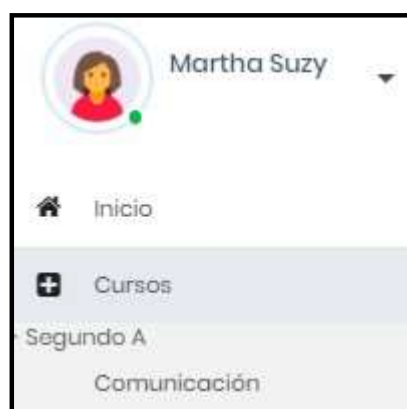 Martha Suzy
Inicio
Cursos
Segundo A
Comunicación